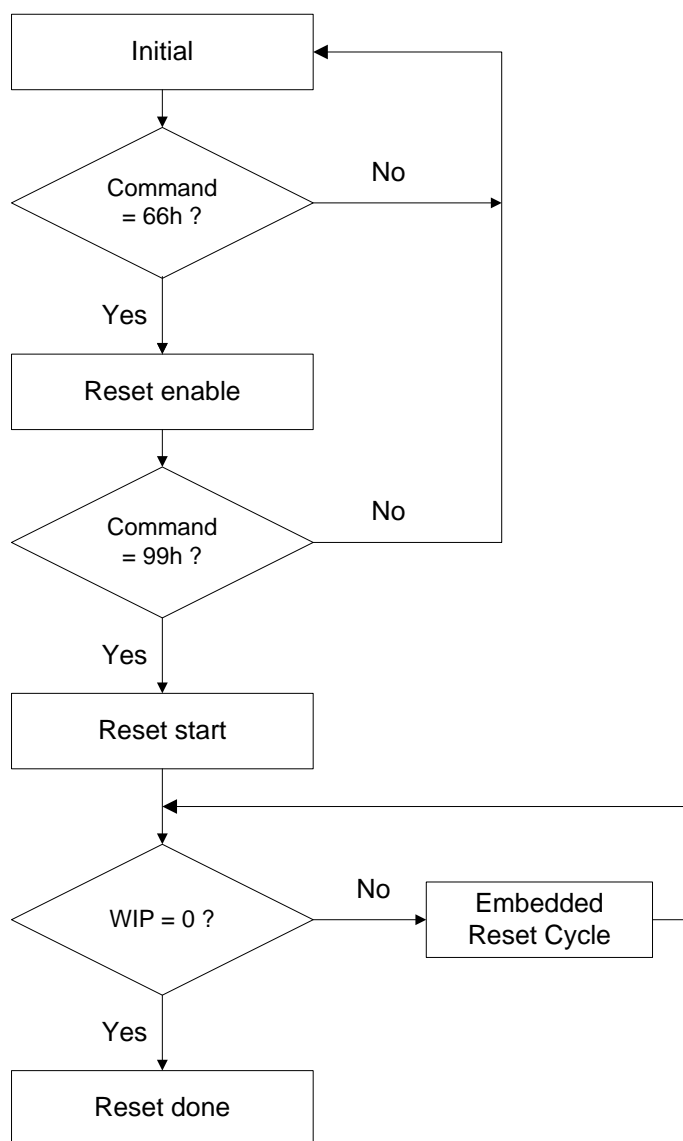 Initial
Command
= 66h ?
No
Yes
Reset enable
Command
= 99h ?
No
Yes
Reset start
WIP = 0 ?
No
Embedded
Reset Cycle
Yes
Reset done